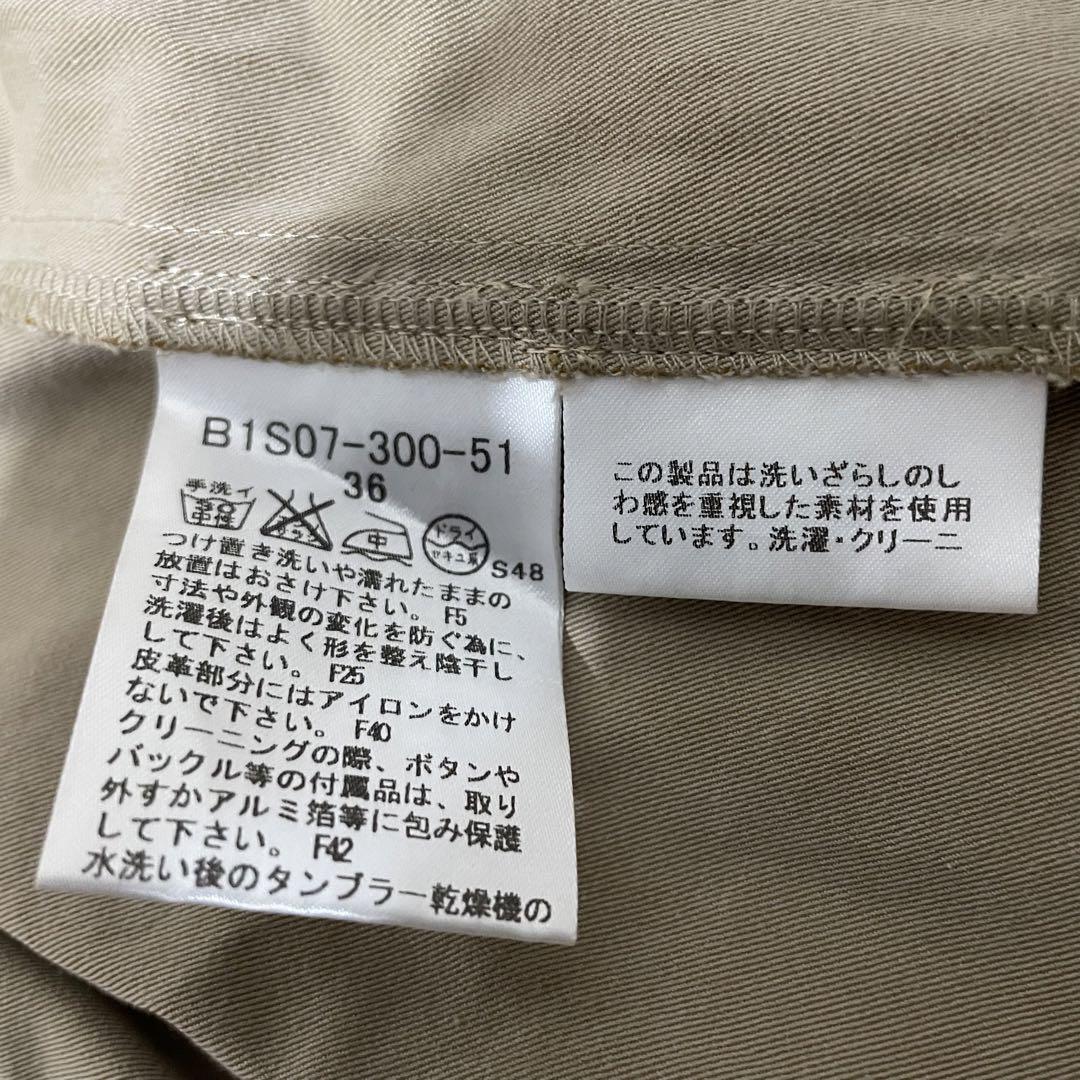 B1S07-300-51
36
手洗イ
中性
ドライ
セキユ系
中
S48
つけ置き洗いや濡れたままの
放置はおさけ下さい。 F5
寸法や外観の変化を防ぐ為に、
洗濯後はよく形を整え陰干し
して下さい。 F25
皮革部分にはアイロンをかけ
ないで下さい。 F40
クリーニングの際、ボタンや
バックル等の付属品は、取り
外すかアルミ箔等に包み保護
して下さい。 F42
水洗い後のタンブラー乾燥機の
この製品は洗いざらしのし
わ感を重視した素材を使用
しています。洗濯・クリーニ